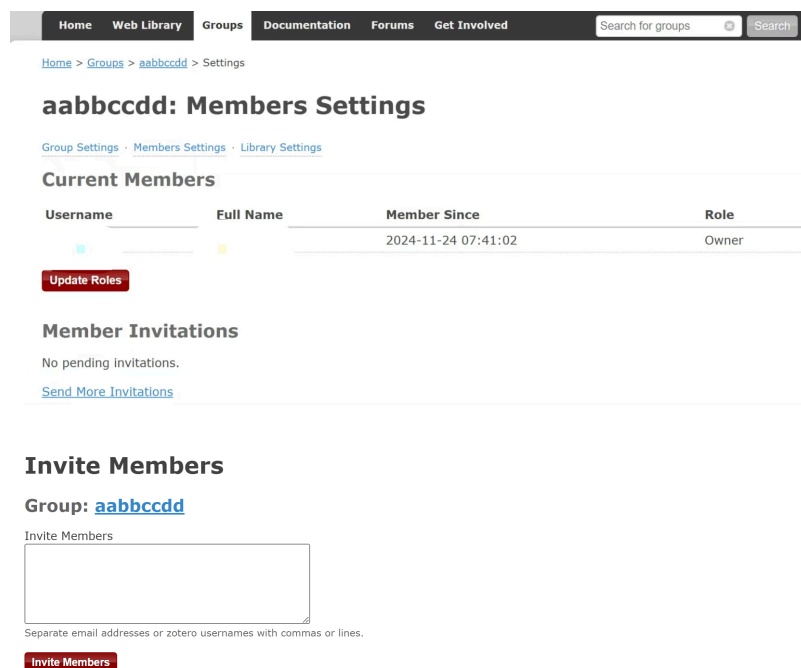 Home Web Library Groups Documentation Forums Get Involved Search for groups Search
Home > Groups > aabbccdd > Settings
aabbccdd: Members Settings
Group Settings · Members Settings · Library Settings
Current Members
Username Full Name Member Since Role
2024-11-24 07:41:02 Owner
Update Roles
Member Invitations
No pending invitations.
Send More Invitations
Invite Members
Group: aabbccdd
Invite Members
Separate email addresses or zotero usernames with commas or lines.
Invite Members